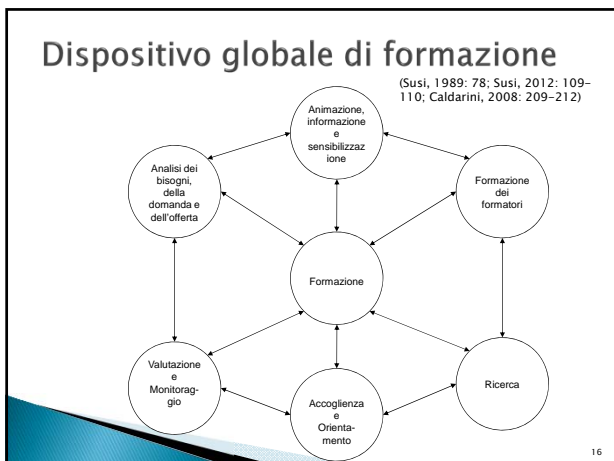 Dispositivo globale di formazione
(Susi, 1989: 78; Susi, 2012: 109-
110; Caldarini, 2008: 209-212)
Animazione,
informazione
e
sensibilizzaz
ione
Analisi dei
bisogni,
della
domanda e
dell'offerta
Formazione
dei
formatori
Formazione
Valutazione
e
Monitorag-
gio
Accoglienza
e
Orienta-
mento
Ricerca
16